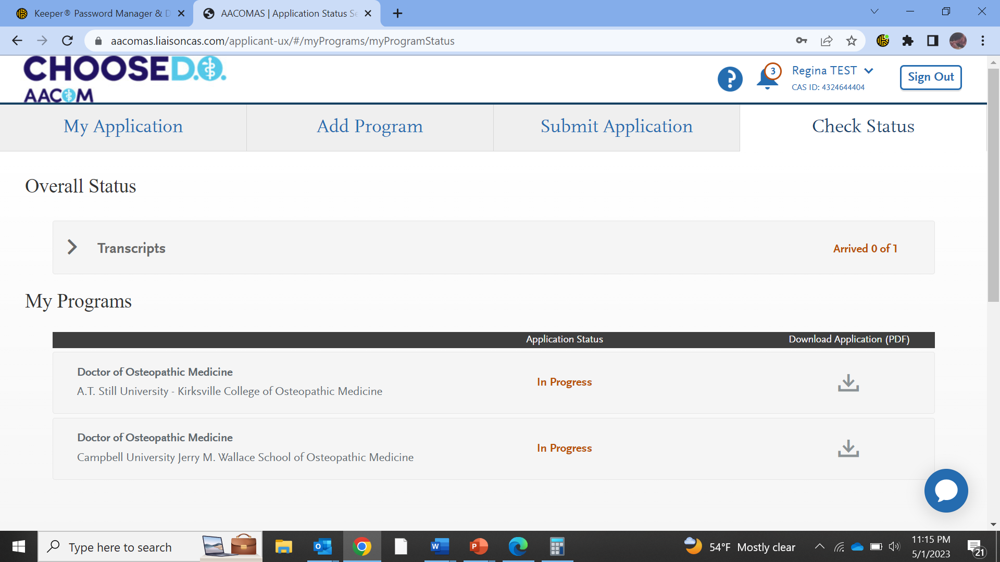 Keeper® Password Manager & D
AACOMAS | Application Status Se
aacomas.liaisoncas.com/applicant-ux/#/myPrograms/myProgramStatus
CHOOSED.O.
AACOM
3
Regina TEST
CAS ID: 4324644404
Sign Out
My Application
Add Program
Submit Application
Check Status
Overall Status
Transcripts
Arrived 0 of 1
My Programs
Application Status
Download Application (PDF)
Doctor of Osteopathic Medicine
A.T. Still University - Kirksville College of Osteopathic Medicine
In Progress
Doctor of Osteopathic Medicine
Campbell University Jerry M. Wallace School of Osteopathic Medicine
In Progress
Type here to search
54°F Mostly clear
11:15 PM
5/1/2023
21